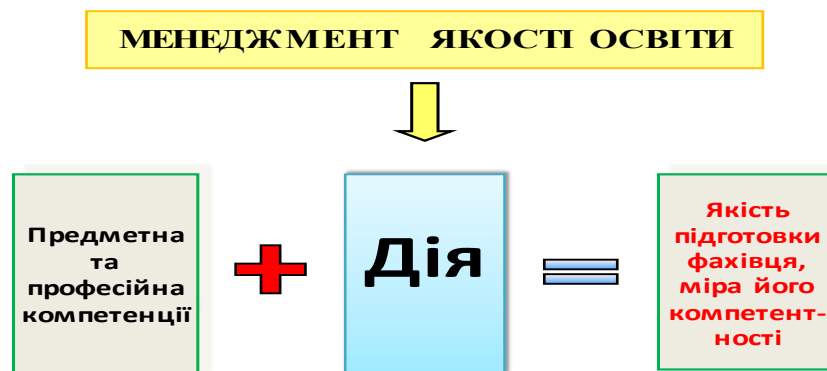 МЕНЕДЖМЕНТ ЯКОСТІ ОСВІТИ
Предметна
та
професійна
компетенції
Дія
Якість
підготовки
фахівця,
міра його
компетент-
ності